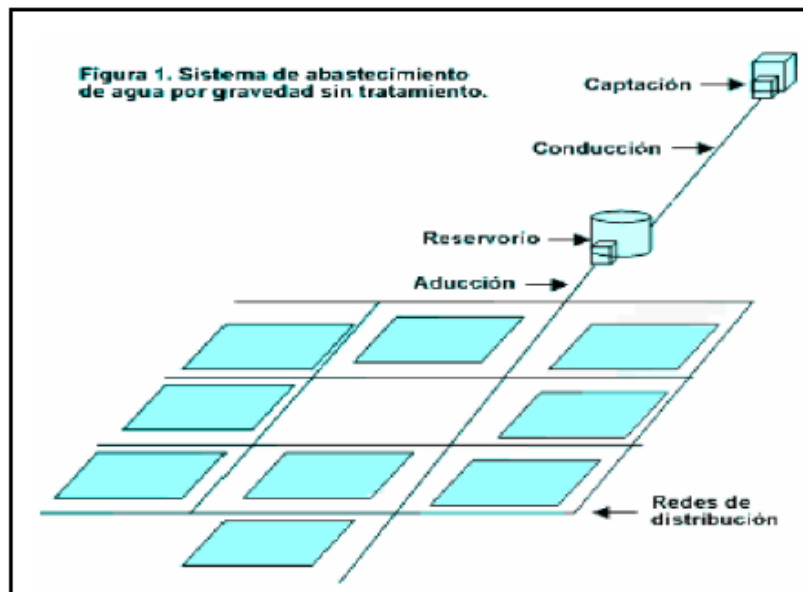 Figura 1. Sistema de abastecimiento
de agua por gravedad sin tratamiento.
Captación
Conducción
Reservorio
Aducción
Redes de
distribución